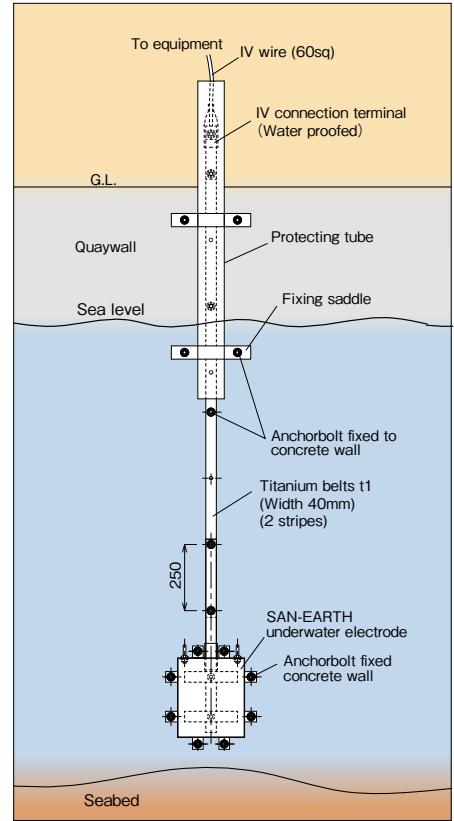 To equipment
IV wire (60sq)
IV connection terminal
(Water proofed)
G.L.
Quaywall
Protecting tube
Sea level
Fixing saddle
Anchorbolt fixed to
concrete wall
Titanium belts t1
(Width 40mm)
(2 stripes)
250
SAN-EARTH
underwater electrode
Anchorbolt fixed
concrete wall
Seabed